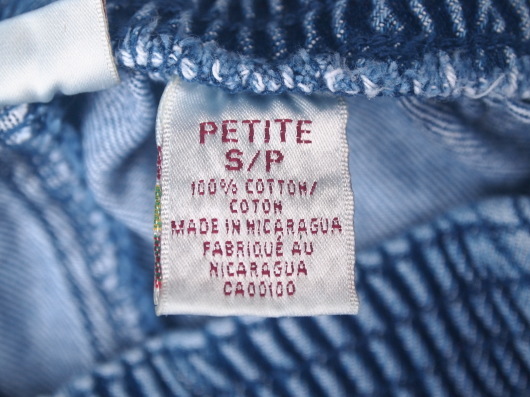 PETITE
S/P
100% COTTON/
COTON
MADE IN NICARAGUA
FABRIQUÉ AU
NICARAGUA
CA00100